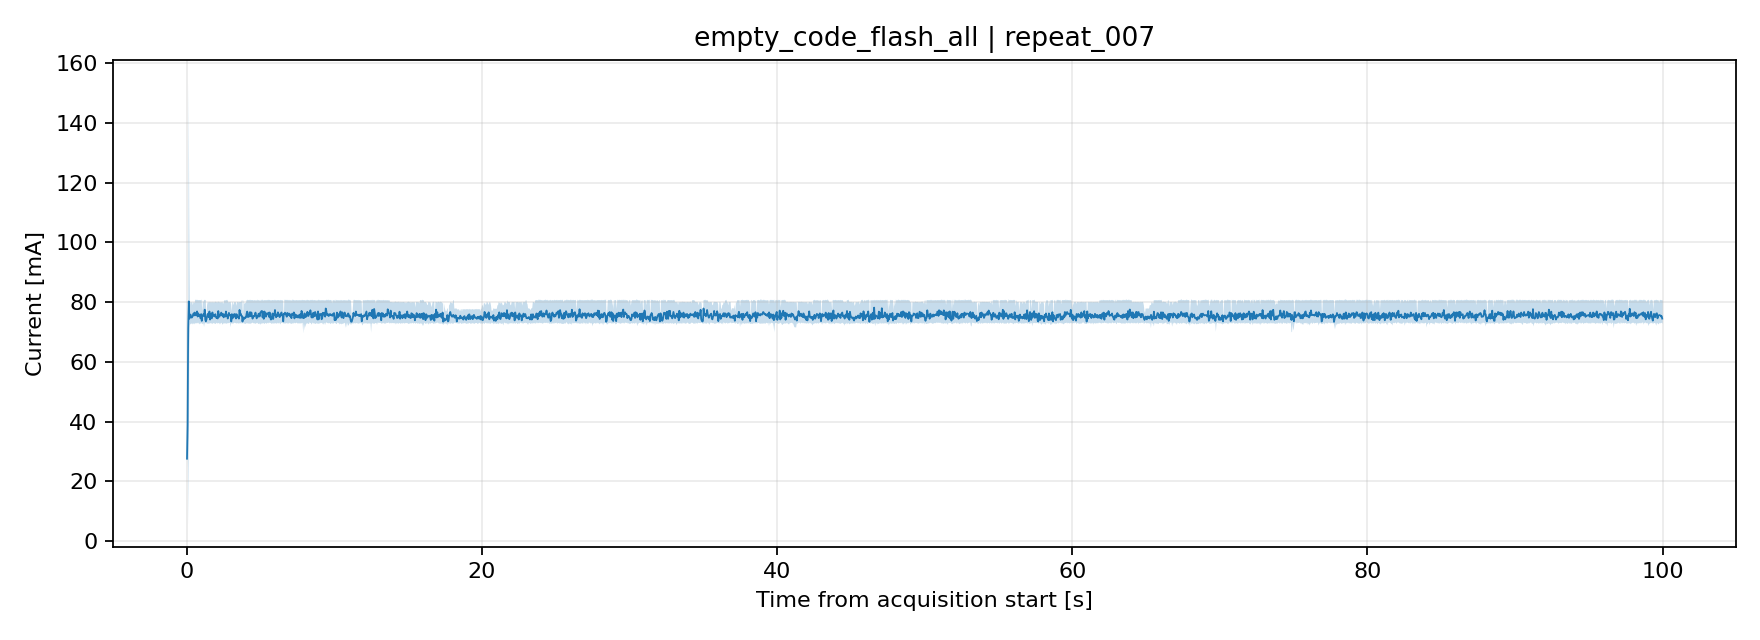 empty_code_flash_all | repeat_007
Current [mA]
160
140
120
100
80
60
40
20
0
0 20 40 60 80 100
Time from acquisition start [s]